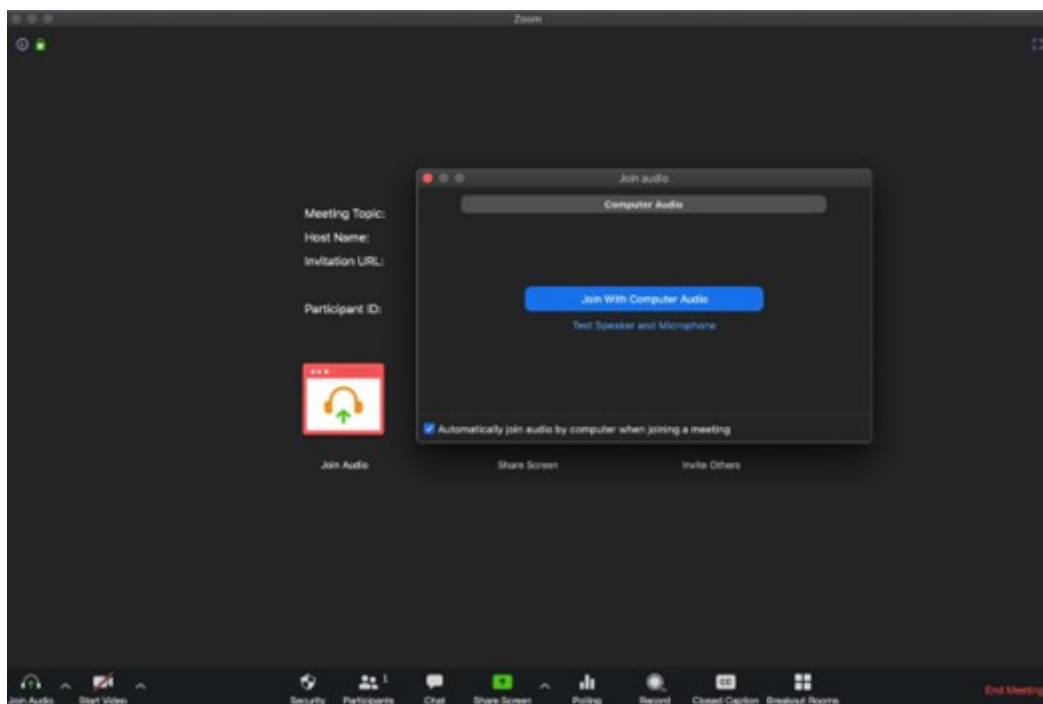 Zoom
Join audio
Computer Audio
Meeting Topic:
Host Name:
Invitation URL:
Join With Computer Audio
Participant ID:
Test Speaker and Microphone
Automatically join audio by computer when joining a meeting
Join Audio Share Screen Invite Others
1
Join Audio Start Video Security Participants Chat Share Screen Polling Record Closed Caption Breakout Rooms End Meeting